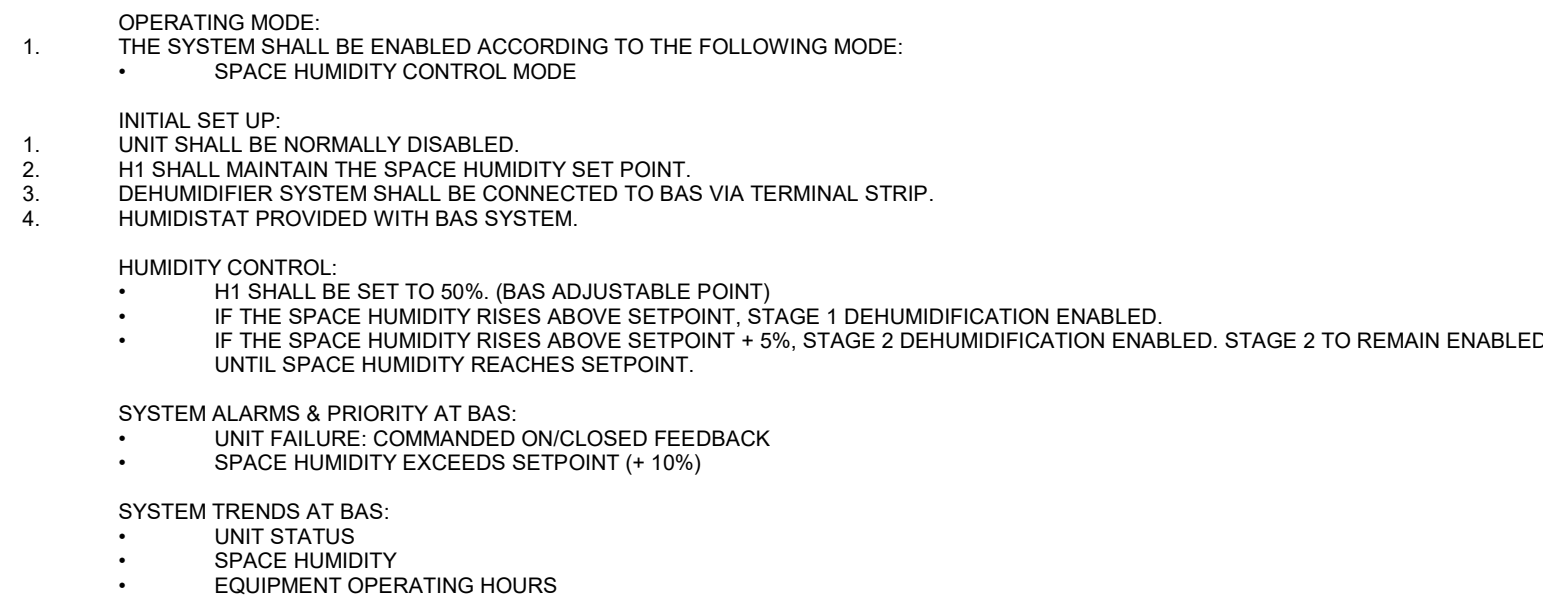 OPERATING MODE:
1. THE SYSTEM SHALL BE ENABLED ACCORDING TO THE FOLLOWING MODE:
• SPACE HUMIDITY CONTROL MODE
INITIAL SET UP:
1. UNIT SHALL BE NORMALLY DISABLED.
2. H1 SHALL MAINTAIN THE SPACE HUMIDITY SET POINT.
3. DEHUMIDIFIER SYSTEM SHALL BE CONNECTED TO BAS VIA TERMINAL STRIP.
4. HUMIDISTAT PROVIDED WITH BAS SYSTEM.
HUMIDITY CONTROL:
• H1 SHALL BE SET TO 50%. (BAS ADJUSTABLE POINT)
• IF THE SPACE HUMIDITY RISES ABOVE SETPOINT, STAGE 1 DEHUMIDIFICATION ENABLED.
• IF THE SPACE HUMIDITY RISES ABOVE SETPOINT + 5%, STAGE 2 DEHUMIDIFICATION ENABLED. STAGE 2 TO REMAIN ENABLED
UNTIL SPACE HUMIDITY REACHES SETPOINT.
SYSTEM ALARMS & PRIORITY AT BAS:
• UNIT FAILURE: COMMANDED ON/CLOSED FEEDBACK
• SPACE HUMIDITY EXCEEDS SETPOINT (+ 10%)
SYSTEM TRENDS AT BAS:
• UNIT STATUS
• SPACE HUMIDITY
• EQUIPMENT OPERATING HOURS